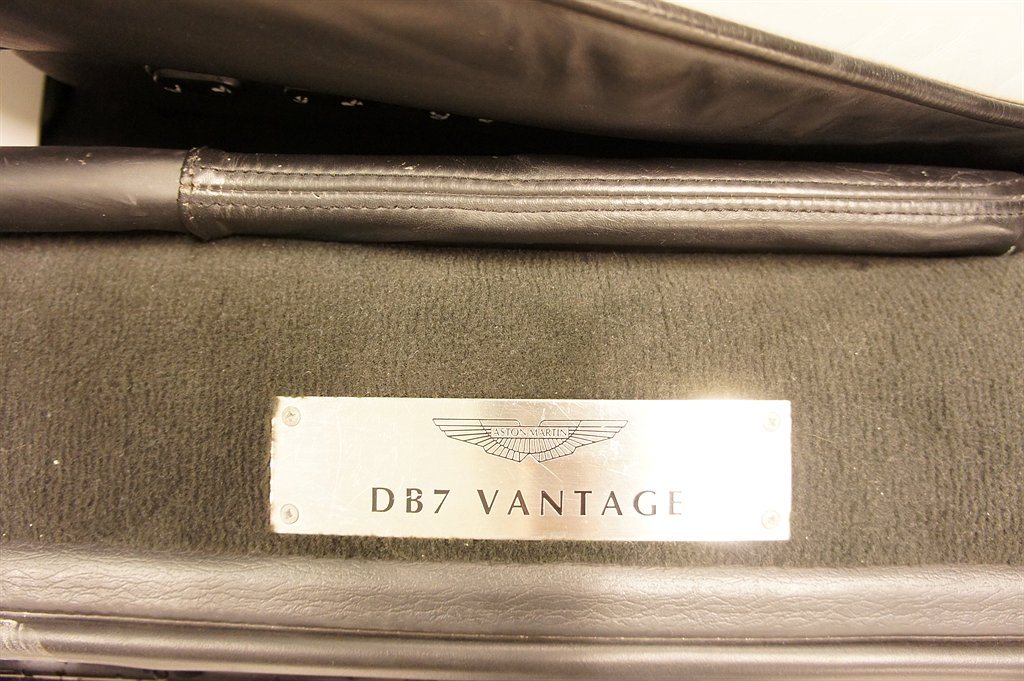 ASTON MARTIN
DB7 VANTAGE